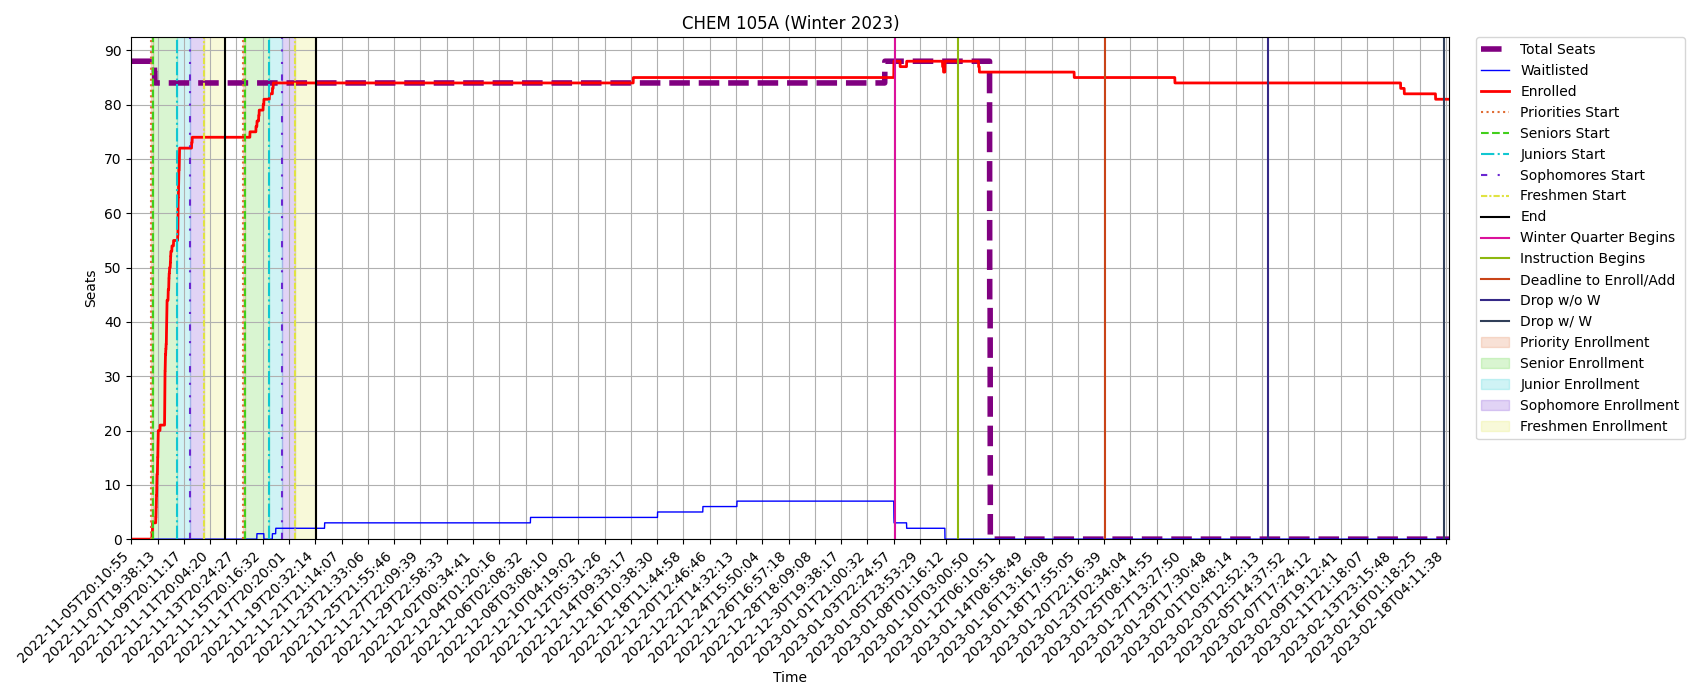 CHEM 105A (Winter 2023)
Seats
90
80
70
60
50
40
30
20
10
0
2022-11-05T20:10:55
2022-11-07T19:38:13
2022-11-09T20:11:17
2022-11-11T20:04:20
2022-11-13T20:24:27
2022-11-15T20:16:32
2022-11-17T20:20:01
2022-11-19T20:32:14
2022-11-21T21:14:07
2022-11-23T21:33:06
2022-11-25T21:55:46
2022-11-27T22:09:39
2022-11-29T22:58:33
2022-12-02T00:34:41
2022-12-04T01:20:16
2022-12-06T02:08:32
2022-12-08T03:08:10
2022-12-10T04:19:02
2022-12-12T05:31:26
2022-12-14T09:33:17
2022-12-16T10:38:30
2022-12-18T11:44:58
2022-12-20T12:46:46
2022-12-22T14:32:13
2022-12-24T15:50:04
2022-12-26T16:57:18
2022-12-28T18:09:08
2022-12-30T19:38:17
2023-01-01T21:00:32
2023-01-03T22:24:57
2023-01-05T23:53:29
2023-01-08T01:16:12
2023-01-10T03:00:50
2023-01-12T06:10:51
2023-01-14T08:58:49
2023-01-16T13:16:08
2023-01-18T17:55:05
2023-01-20T22:16:39
2023-01-23T02:34:04
2023-01-25T08:14:55
2023-01-27T13:27:50
2023-01-29T17:30:48
2023-02-01T10:48:14
2023-02-03T12:52:13
2023-02-05T14:37:52
2023-02-07T17:24:12
2023-02-09T19:12:41
2023-02-11T21:18:07
2023-02-13T23:15:48
2023-02-16T01:18:25
2023-02-18T04:11:38
Time
Total Seats
Waitlisted
Enrolled
Priorities Start
Seniors Start
Juniors Start
Sophomores Start
Freshmen Start
End
Winter Quarter Begins
Instruction Begins
Deadline to Enroll/Add
Drop w/o W
Drop w/ W
Priority Enrollment
Senior Enrollment
Junior Enrollment
Sophomore Enrollment
Freshmen Enrollment